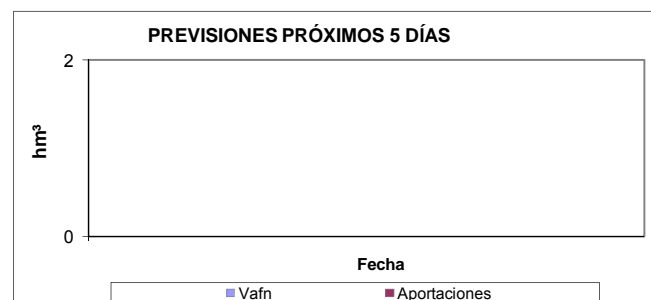 PREVISIONES PRÓXIMOS 5 DÍAS
2
hm³
0
Fecha
Vafn Aportaciones